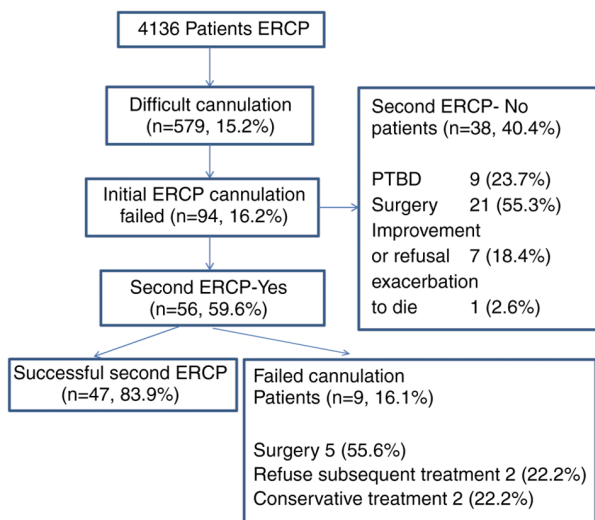 4136 Patients ERCP
Difficult cannulation
(n=579, 15.2%)
Initial ERCP cannulation
failed (n=94, 16.2%)
Second ERCP- No
patients (n=38, 40.4%)
PTBD 9 (23.7%)
Surgery 21 (55.3%)
Improvement
or refusal 7 (18.4%)
exacerbation
to die 1 (2.6%)
Second ERCP-Yes
(n=56, 59.6%)
Successful second ERCP
(n=47, 83.9%)
Failed cannulation
Patients (n=9, 16.1%)
Surgery 5 (55.6%)
Refuse subsequent treatment 2 (22.2%)
Conservative treatment 2 (22.2%)